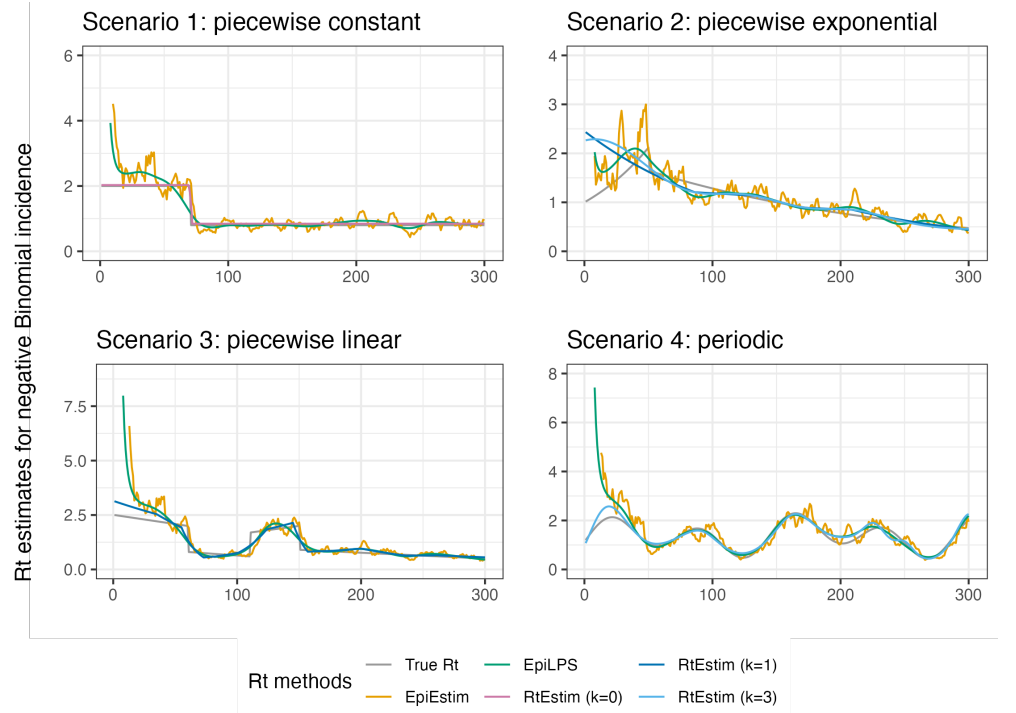 Scenario 1: piecewise constant
Scenario 2: piecewise exponential
6
4
2
0
0
100
200
300
4
3
2
1
0
0
100
200
300
Rt estimates for negative Binomial incidence
Scenario 3: piecewise linear
Scenario 4: periodic
7.5
5.0
2.5
0.0
0
100
200
300
8
6
4
2
0
0
100
200
300
Rt methods
True Rt
EpiEstim
EpiLPS
RtEstim (k=0)
RtEstim (k=1)
RtEstim (k=3)